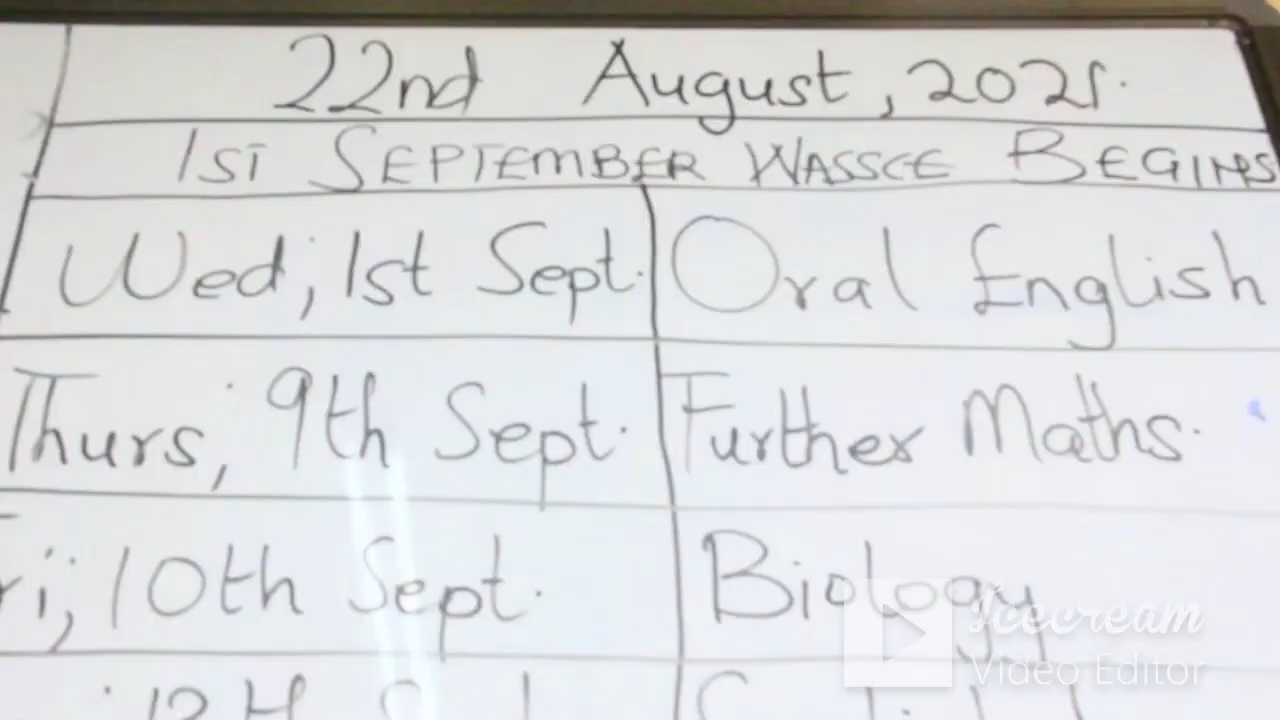 22nd August, 2021.
1ST SEPTEMBER WASSCE BEGINS
Wed, 1st Sept. Oral English
Thurs, 9th Sept. Further Maths.
Fri, 10th Sept. Biology
Icecream
Video Editor